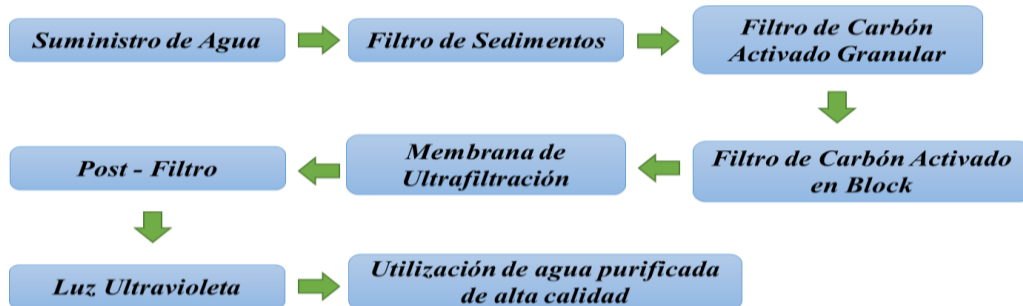 Suministro de Agua
Filtro de Sedimentos
Filtro de Carbón
Activado Granular
Filtro de Carbón Activado
en Block
Membrana de
Ultrafiltración
Post - Filtro
Luz Ultravioleta
Utilización de agua purificada
de alta calidad